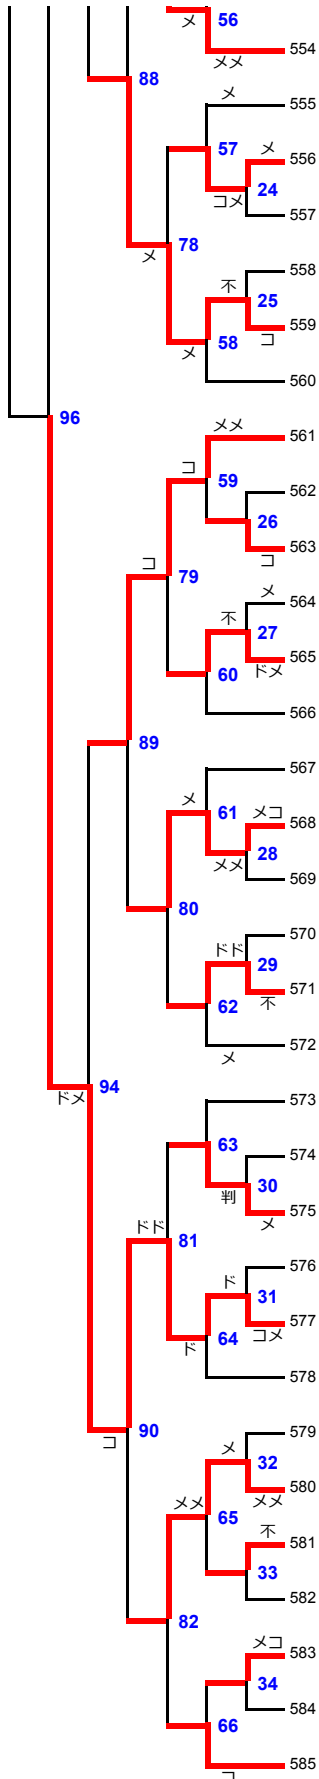 メ
56
メメ
554
88
メ
555
57
メ
556
コメ
24
557
78
メ
不
558
25
559
コ
58
メ
560
96
メメ
561
コ
59
562
26
563
コ
コ
79
メ
564
不
27
565
ドメ
60
566
89
567
メ
61
メコ
568
メメ
28
569
80
ドド
570
29
571
不
62
572
メ
94
ドメ
573
63
574
判
30
575
メ
ドド
81
ド
576
31
577
コメ
ド
64
578
90
コ
メ
579
32
580
メメ
メメ
65
不
581
33
582
82
メコ
583
34
584
66
585
コ